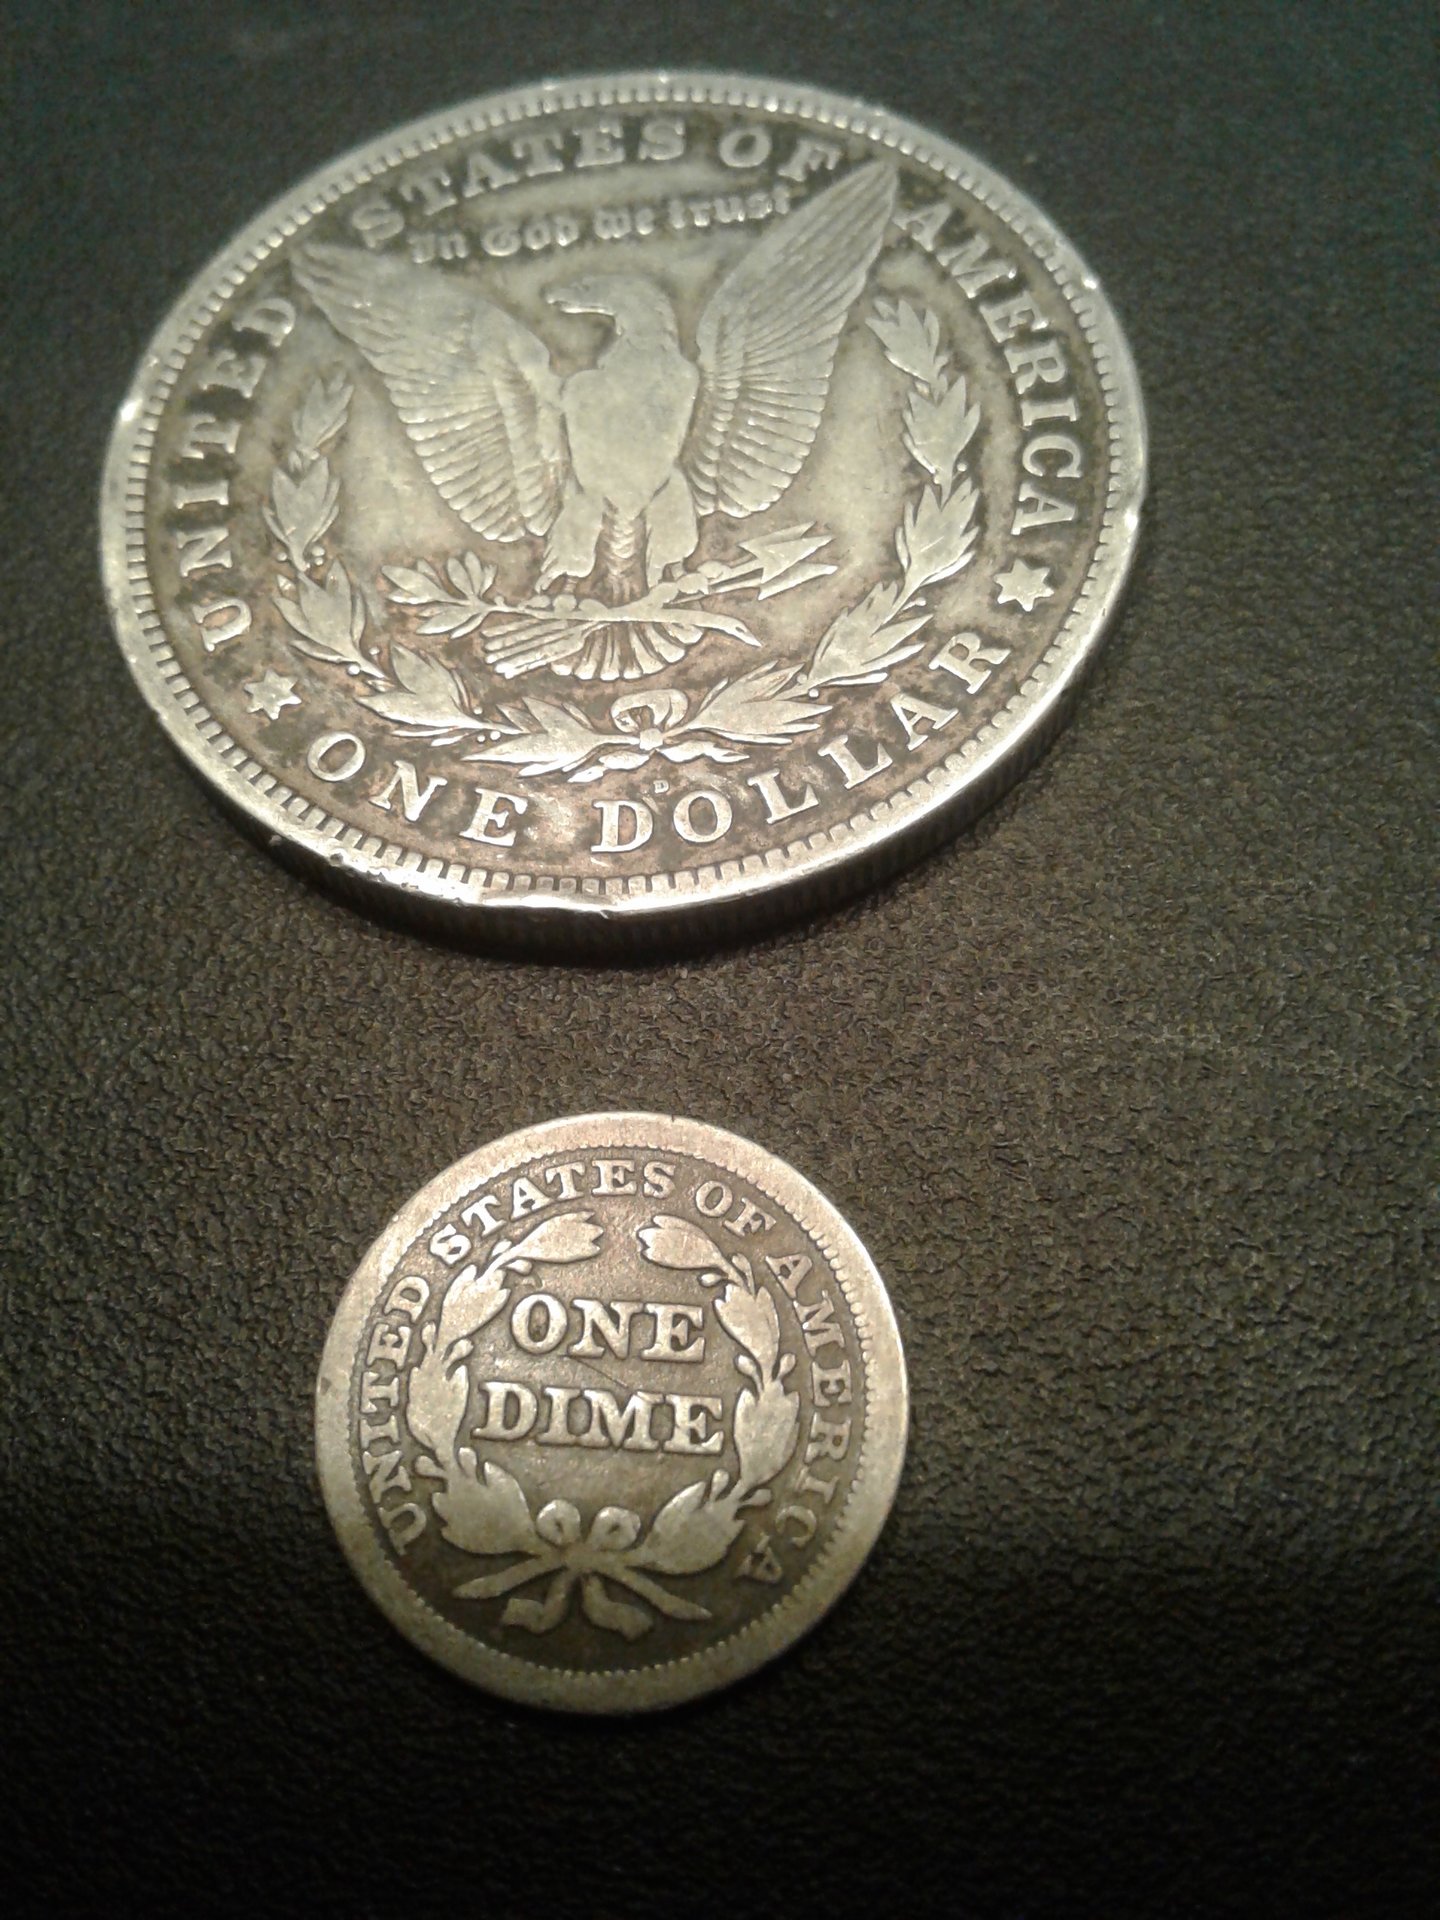 UNITED STATES OF AMERICA
In God we trust
ONE DOLLAR
D
UNITED STATES OF AMERICA
ONE
DIME